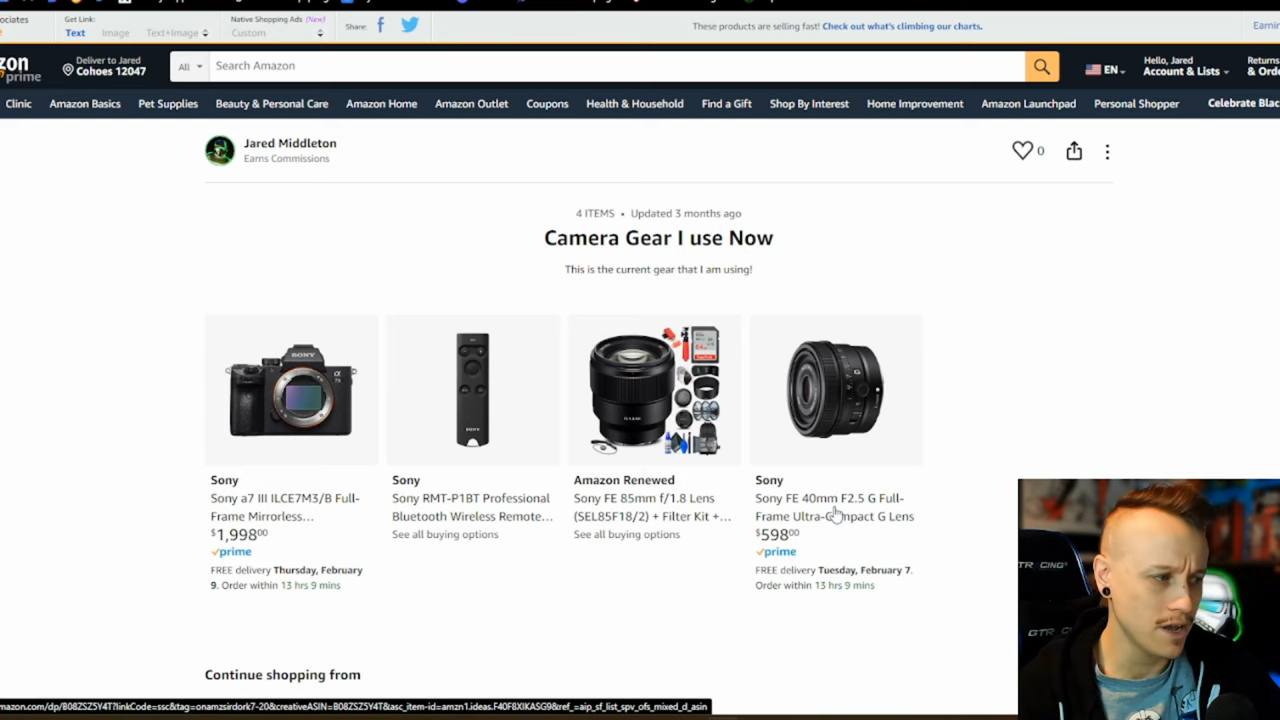 ociates
Get Link:
Native Shopping Ads (New)
Share:
These products are selling fast! Check out what's climbing our charts.
Earnin
Text
Image
Text+Image
Custom
zon
prime
Deliver to Jared
Cohoes 12047
All
Search Amazon
EN
Hello, Jared
Account & Lists
Returns
& Orde
Clinic
Amazon Basics
Pet Supplies
Beauty & Personal Care
Amazon Home
Amazon Outlet
Coupons
Health & Household
Find a Gift
Shop By Interest
Home Improvement
Amazon Launchpad
Personal Shopper
Celebrate Blac
Jared Middleton
Earns Commissions
0
4 ITEMS • Updated 3 months ago
Camera Gear I use Now
This is the current gear that I am using!
SONY
SONY
Sony
Sony a7 III ILCE7M3/B Full-
Frame Mirrorless...
$1,998.00
prime
FREE delivery Thursday, February
9. Order within 13 hrs 9 mins
Sony
Sony RMT-P1BT Professional
Bluetooth Wireless Remote...
See all buying options
Amazon Renewed
Sony FE 85mm f/1.8 Lens
(SEL85F18/2) + Filter Kit +...
See all buying options
Sony
Sony FE 40mm F2.5 G Full-
Frame Ultra-Compact G Lens
$598.00
prime
FREE delivery Tuesday, February 7.
Order within 13 hrs 9 mins
GTR CING
GTR
Continue shopping from
mazon.com/dp/B08ZSZ5Y4T?linkCode=ssc&tag=onamzsirdork7-20&creativeASIN=B08ZSZ5Y4T&asc_item-id=amzn1.ideas.F40F8XIKASG9&ref_=aip_sf_list_spv_ofs_mixed_d_asin